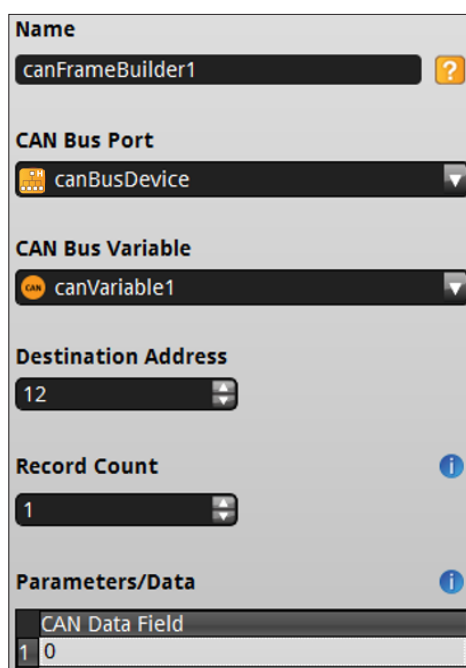 Name
canFrameBuilder1
?
CAN Bus Port
canBusDevice
CAN Bus Variable
CAN canVariable1
Destination Address
12
Record Count
i
1
Parameters/Data
i
CAN Data Field
1 0